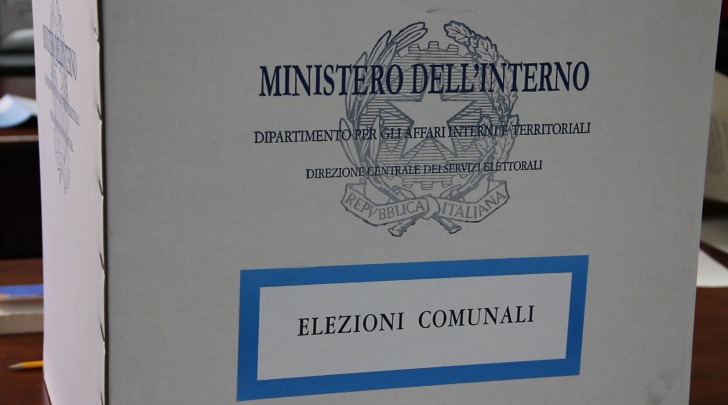 MINISTERO DELL'INTERNO
DIPARTIMENTO PER GLI AFFARI INTERNI E TERRITORIALI
DIREZIONE CENTRALE DEI SERVIZI ELETTORALI
REPVBBLICA ITALIANA
ELEZIONI COMUNALI